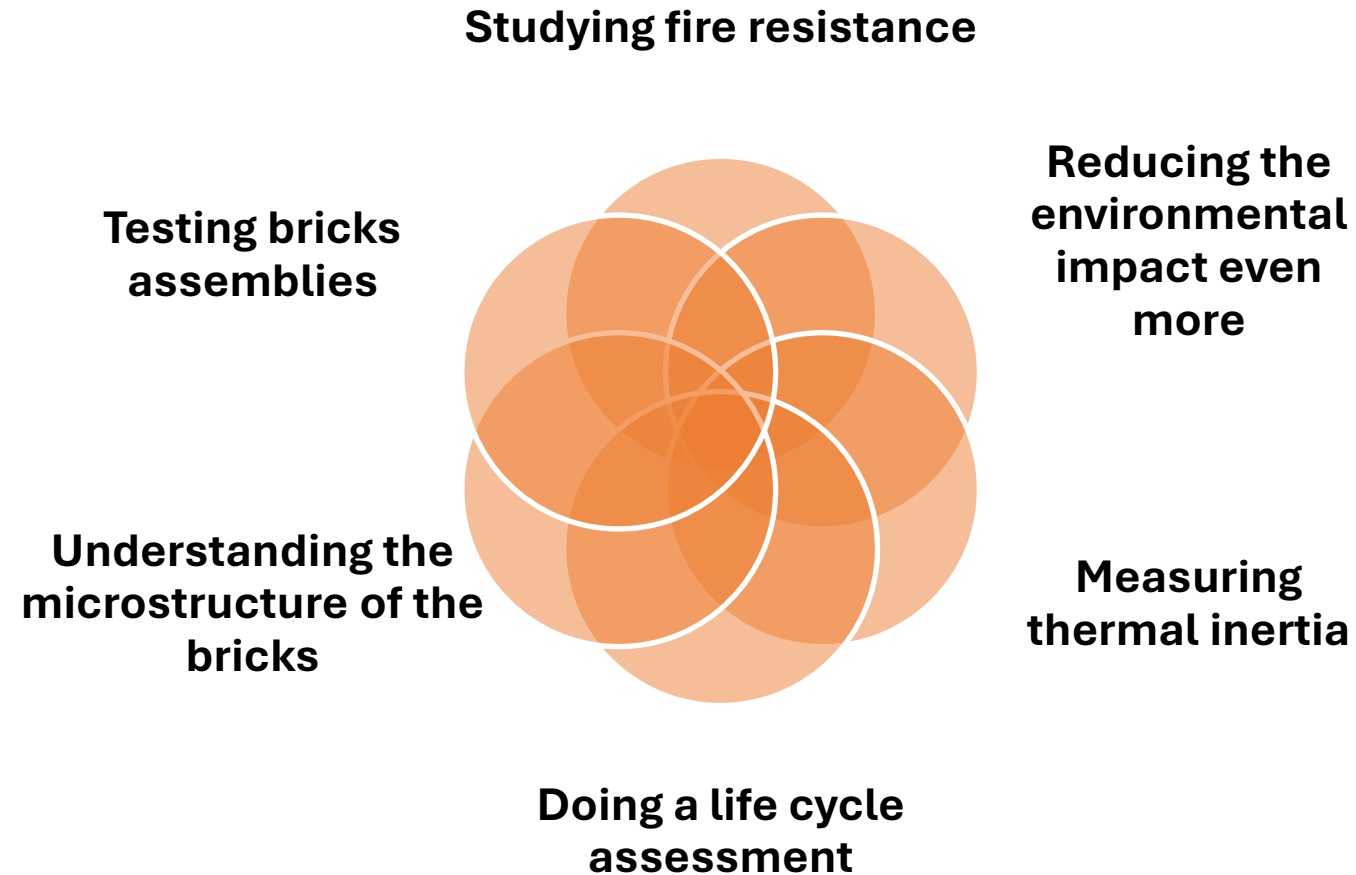 Studying fire resistance
Reducing the
environmental
impact even
more
Measuring
thermal inertia
Doing a life cycle
assessment
Understanding the
microstructure of the
bricks
Testing bricks
assemblies